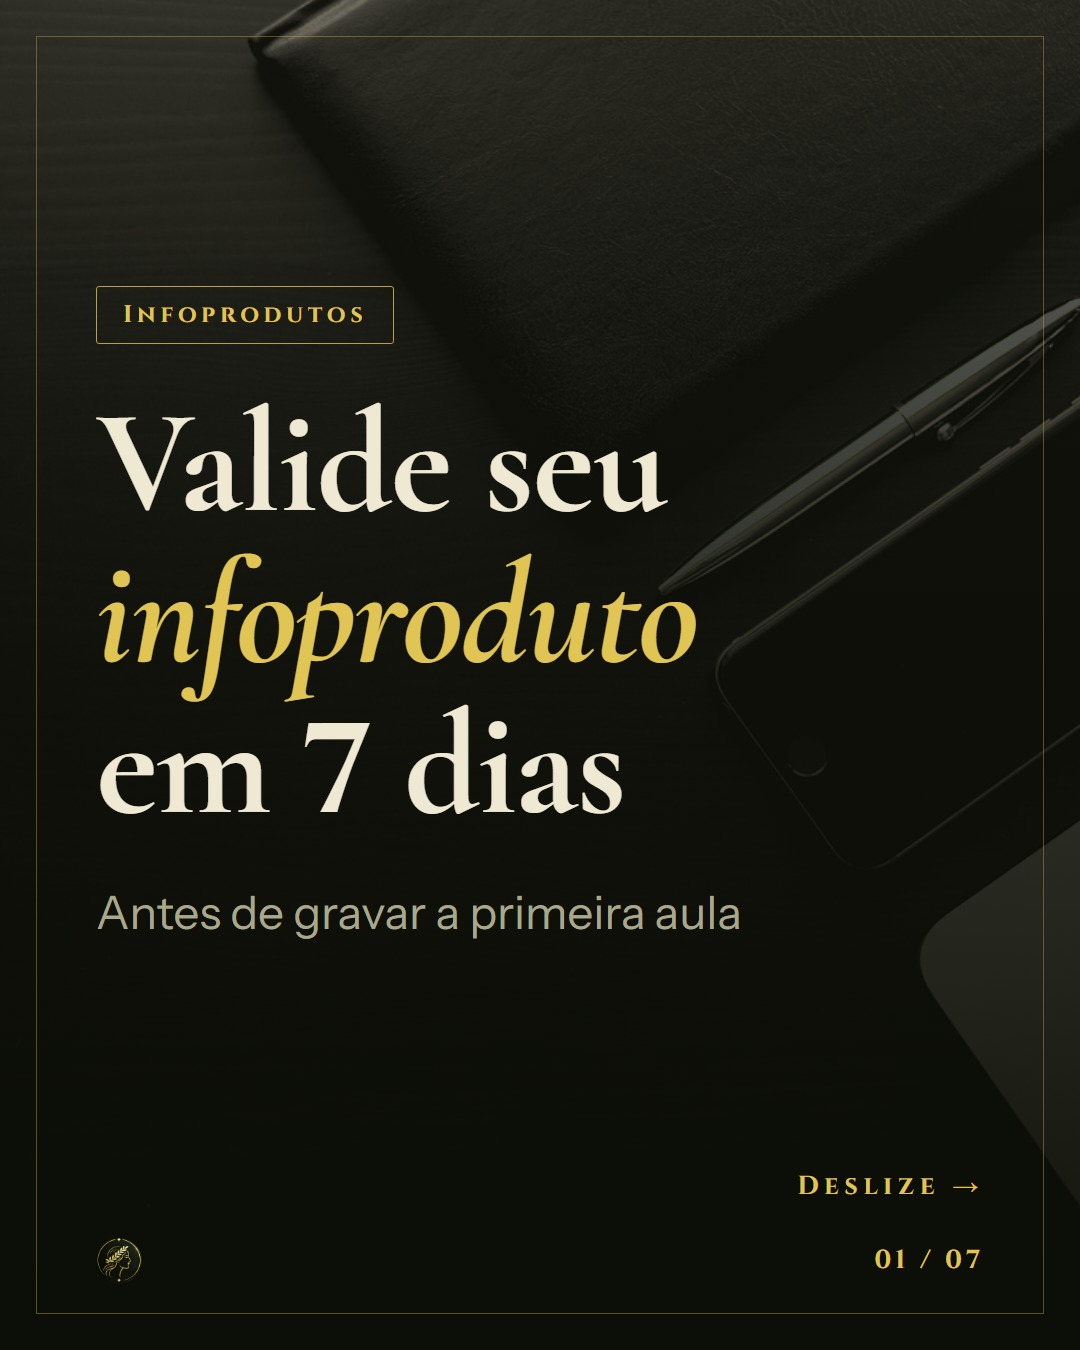 Infoprodutos
Valide seu
infoproduto
em 7 dias
Antes de gravar a primeira aula
Deslize →
01 / 07